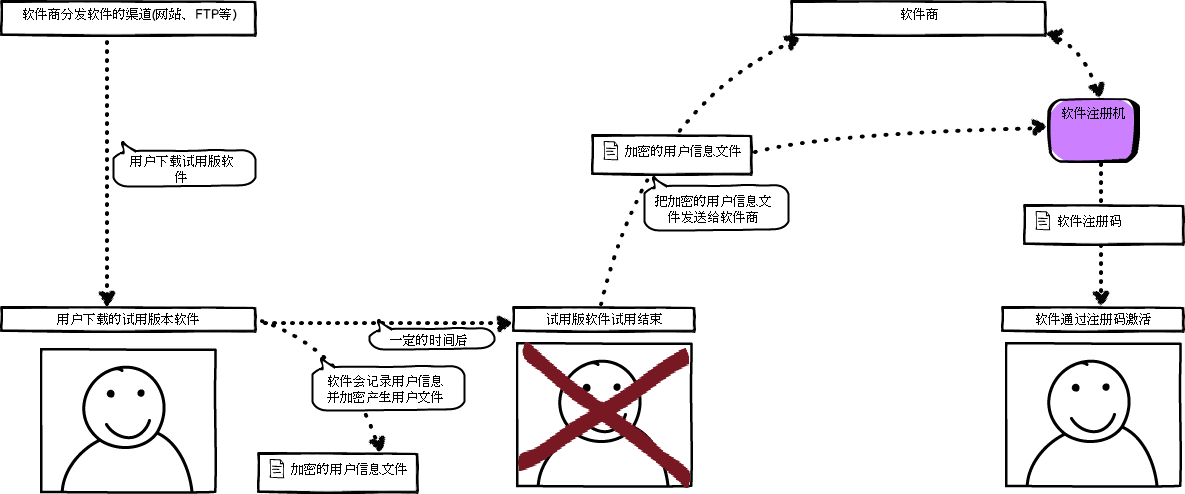 软件商分发软件的渠道(网站、FTP等)
软件商
软件注册机
加密的用户信息文件
用户下载试用版软
件
把加密的用户信息文
件发送给软件商
软件注册码
用户下载的试用版本软件
试用版软件试用结束
软件通过注册码激活
一定的时间后
软件会记录用户信息
并加密产生用户文件
加密的用户信息文件